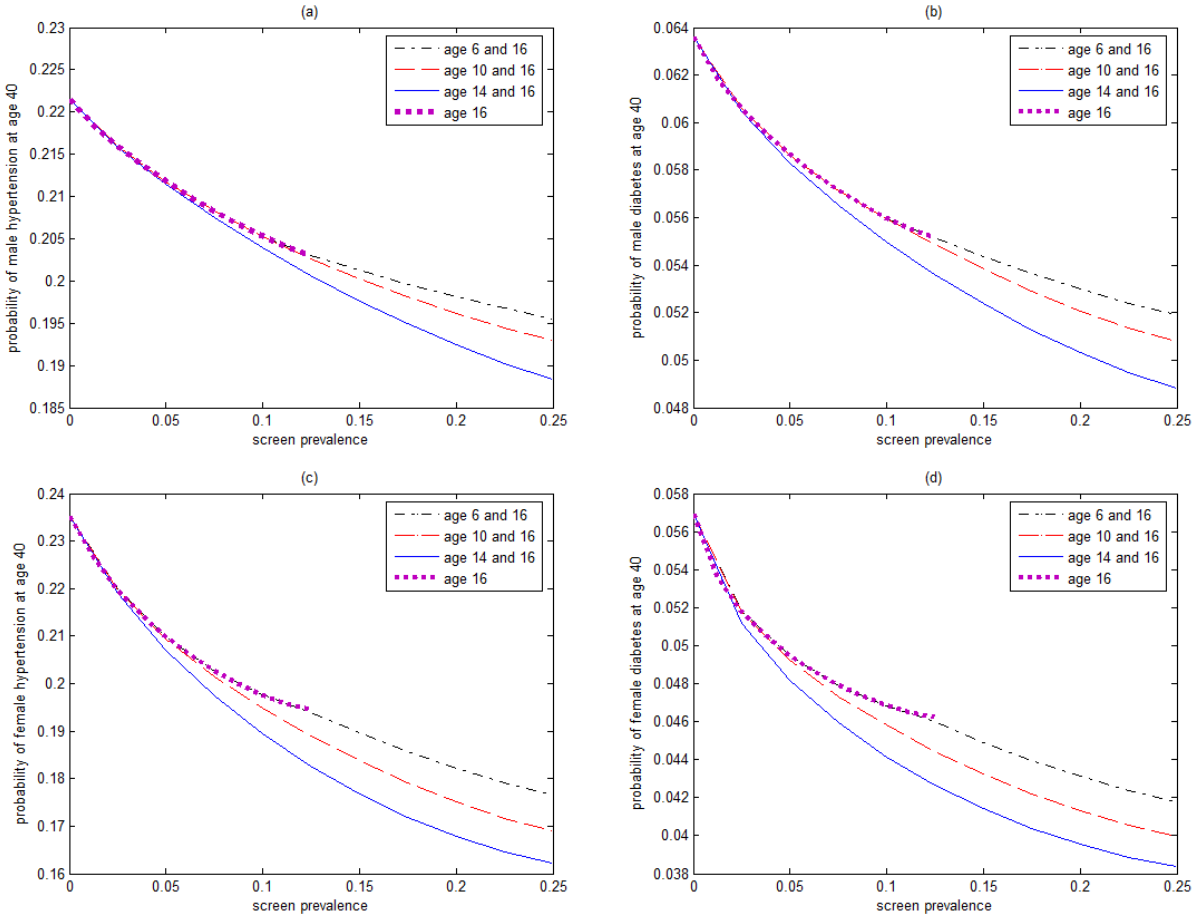 (a)
0.23
0.225
0.22
0.215
0.21
0.205
0.2
0.195
0.19
0.185
probability of male hypertension at age 40
age 6 and 16
age 10 and 16
age 14 and 16
age 16
0 0.05 0.1 0.15 0.2 0.25
screen prevalence
(b)
0.064
0.062
0.06
0.058
0.056
0.054
0.052
0.05
0.048
probability of male diabetes at age 40
age 6 and 16
age 10 and 16
age 14 and 16
age 16
0 0.05 0.1 0.15 0.2 0.25
screen prevalence
(c)
0.24
0.23
0.22
0.21
0.2
0.19
0.18
0.17
0.16
probability of female hypertension at age 40
age 6 and 16
age 10 and 16
age 14 and 16
age 16
0 0.05 0.1 0.15 0.2 0.25
screen prevalence
(d)
0.058
0.056
0.054
0.052
0.05
0.048
0.046
0.044
0.042
0.04
0.038
probability of female diabetes at age 40
age 6 and 16
age 10 and 16
age 14 and 16
age 16
0 0.05 0.1 0.15 0.2 0.25
screen prevalence